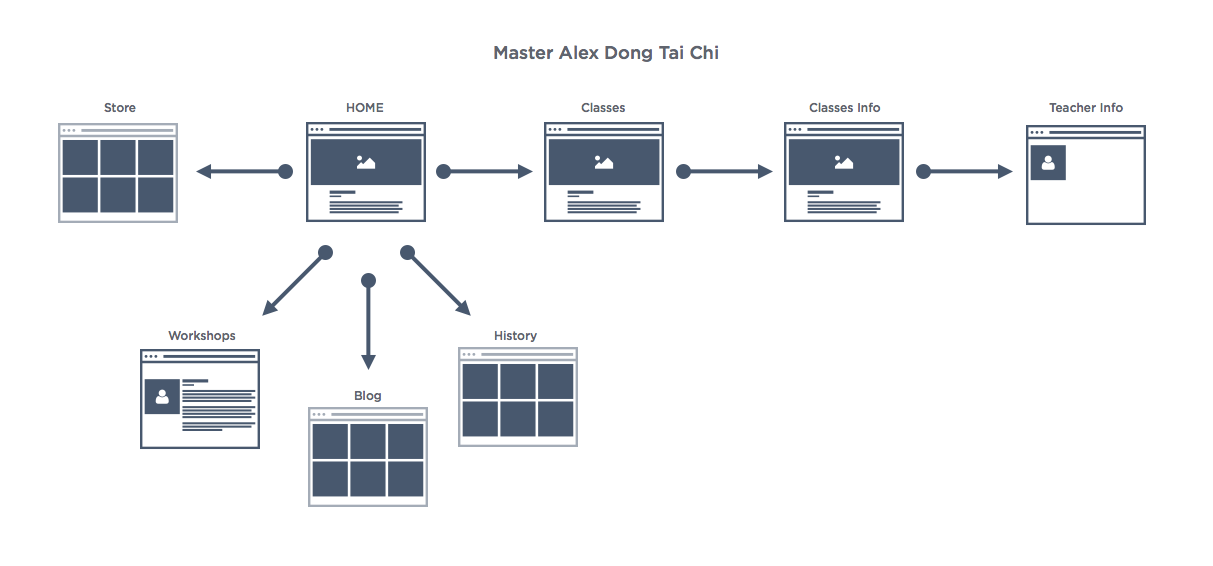 Master Alex Dong Tai Chi
Store
HOME
Classes
Classes Info
Teacher Info
Workshops
History
Blog